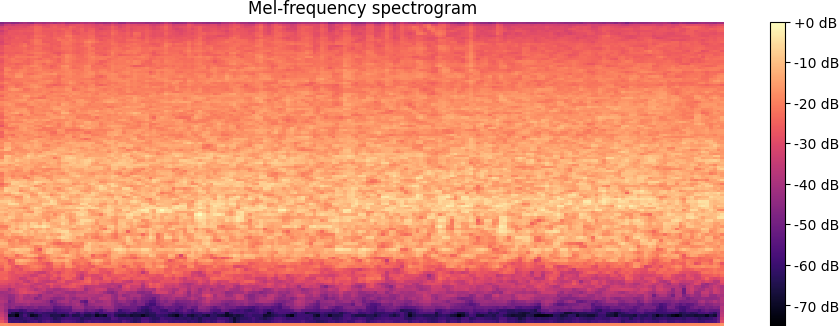 Mel-frequency spectrogram
+0 dB
-10 dB
-20 dB
-30 dB
-40 dB
-50 dB
-60 dB
-70 dB